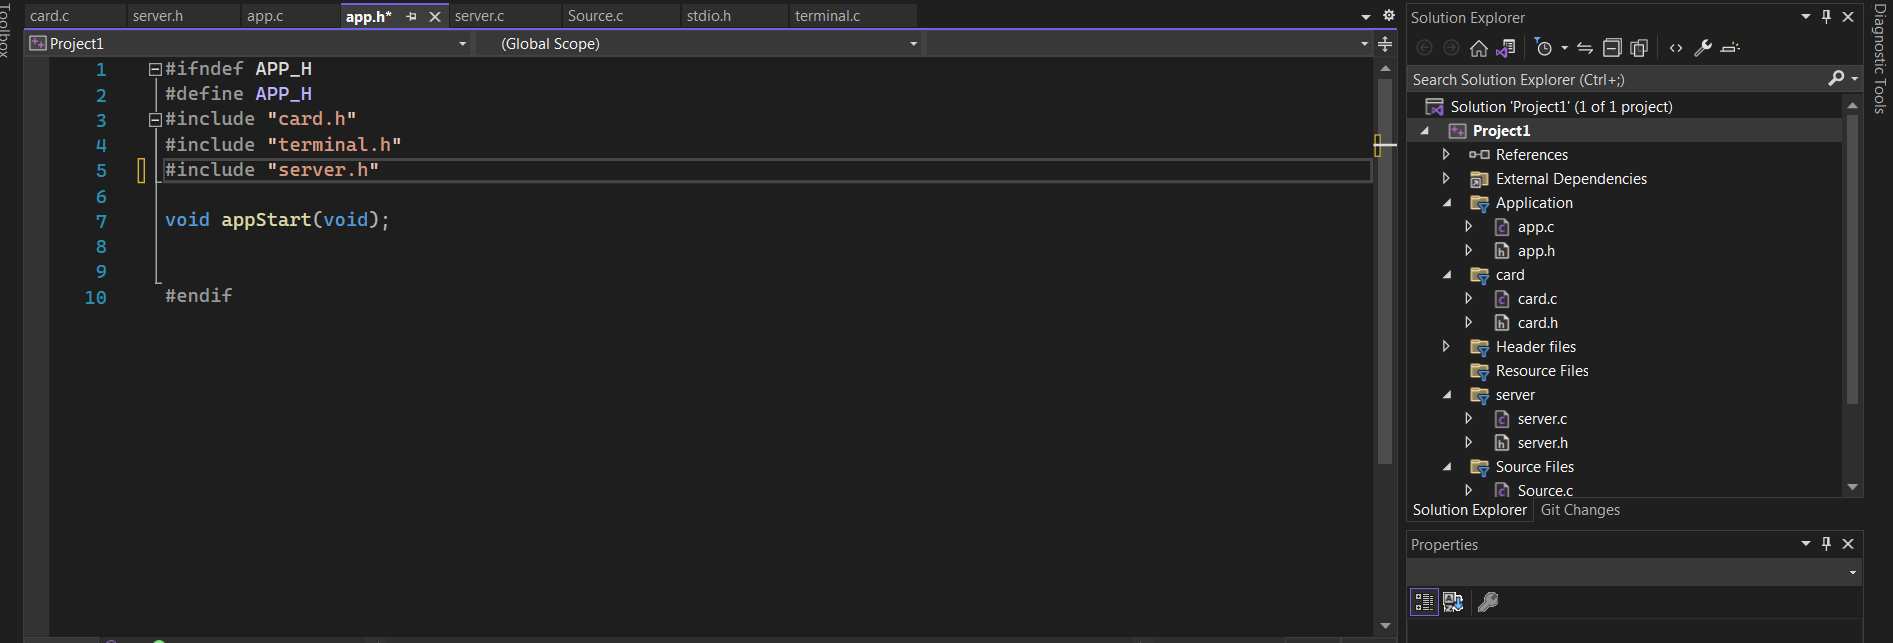 Toolbox
card.c server.h app.c app.h* server.c Source.c stdio.h terminal.c
Project1 (Global Scope)
1 #ifndef APP_H
2 #define APP_H
3 #include "card.h"
4 #include "terminal.h"
5 #include "server.h"
6
7 void appStart(void);
8
9
10 #endif
Solution Explorer
Search Solution Explorer (Ctrl+;)
Solution 'Project1' (1 of 1 project)
Project1
References
External Dependencies
Application
app.c
app.h
card
card.c
card.h
Header files
Resource Files
server
server.c
server.h
Source Files
Source.c
Solution Explorer Git Changes
Properties
Diagnostic Tools